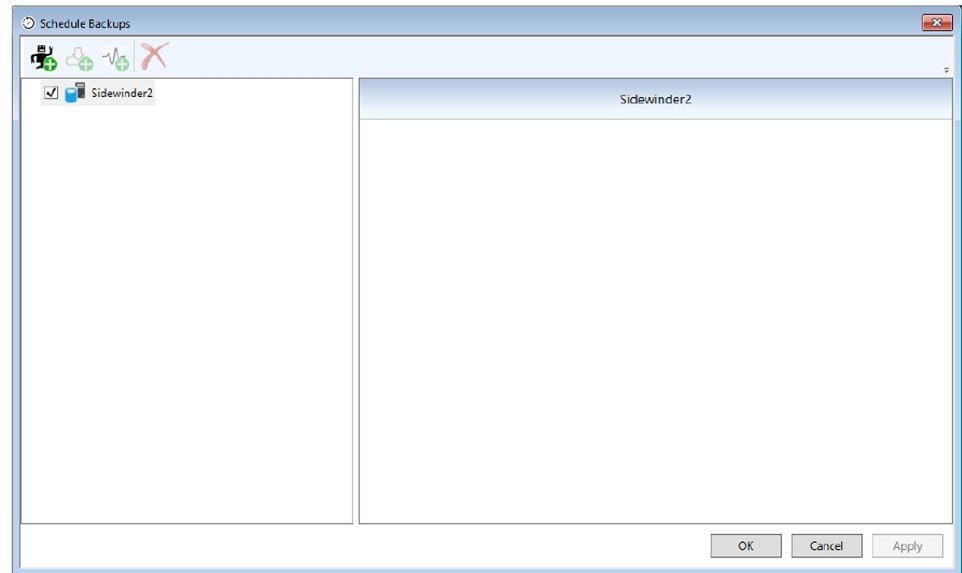 Schedule Backups
Sidewinder2
Sidewinder2
OK
Cancel
Apply